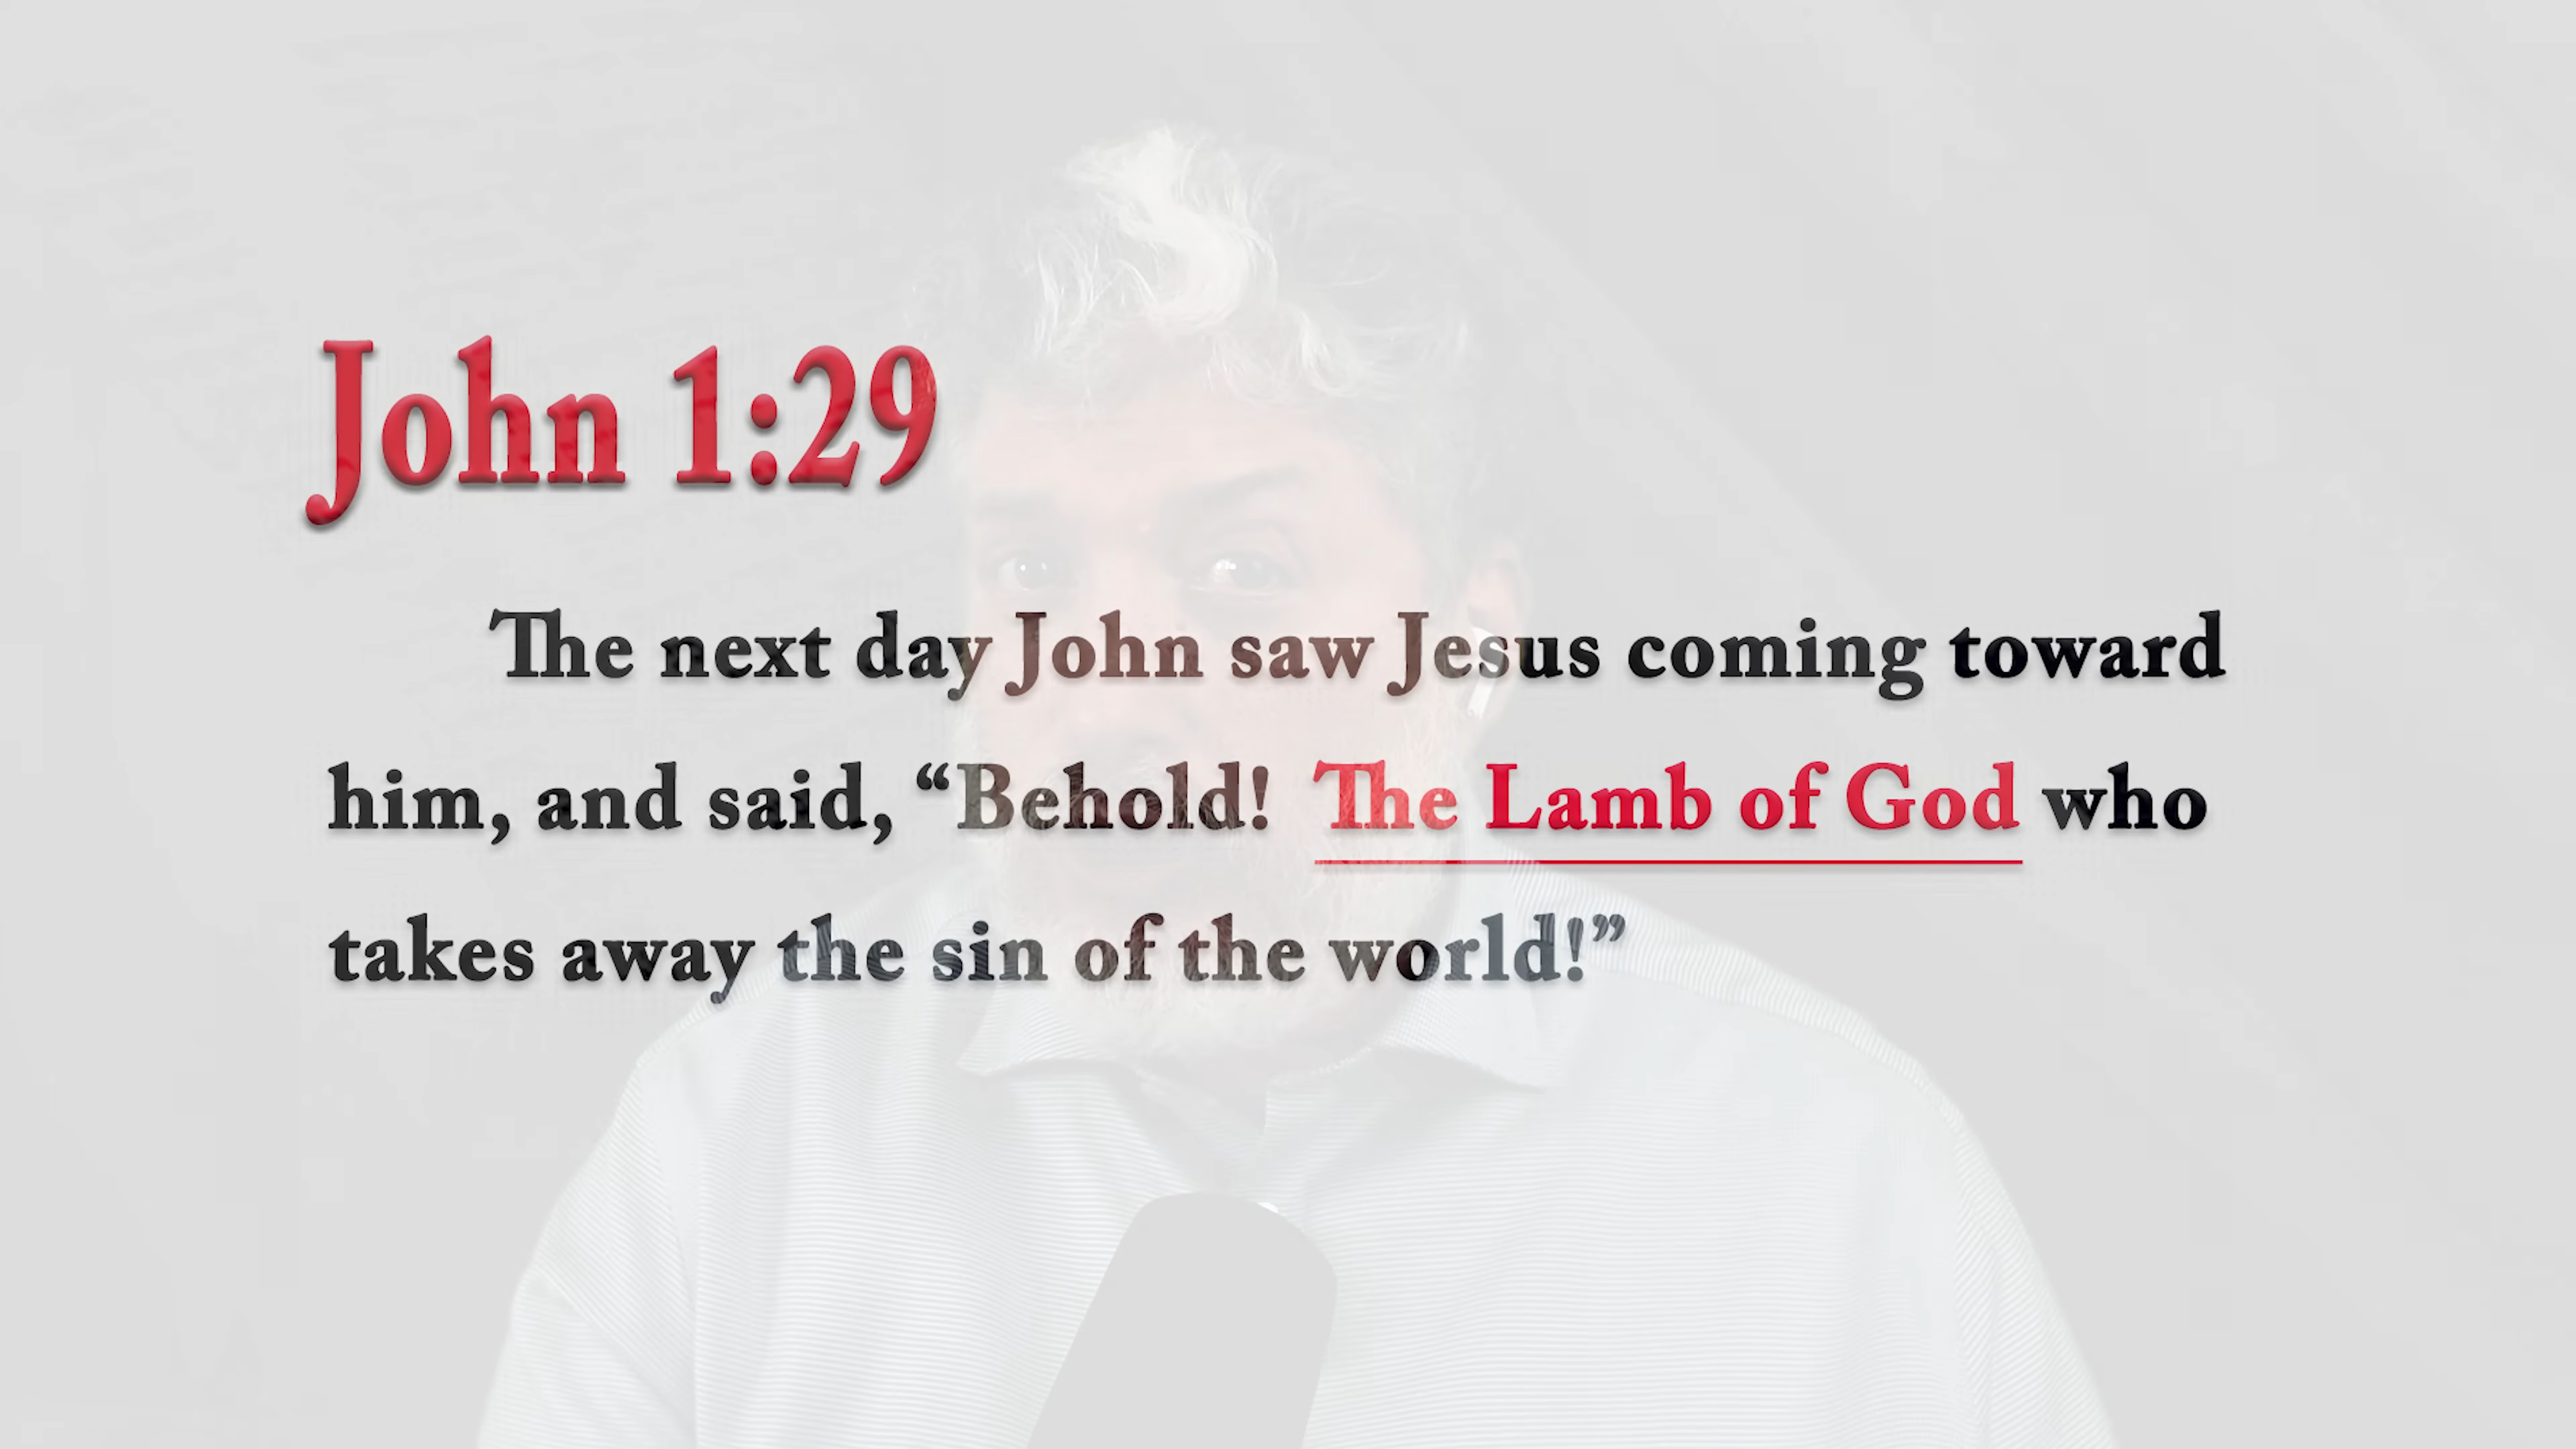 John 1:29
The next day John saw Jesus coming toward
him, and said, “Behold! The Lamb of God who
takes away the sin of the world!”